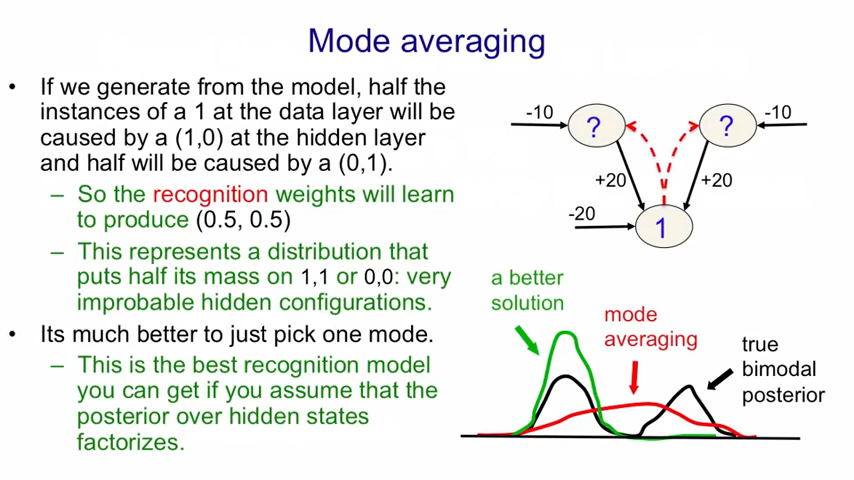 Mode averaging
• If we generate from the model, half the
instances of a 1 at the data layer will be
caused by a (1,0) at the hidden layer
and half will be caused by a (0,1).
– So the recognition weights will learn
to produce (0.5, 0.5)
– This represents a distribution that
puts half its mass on 1,1 or 0,0: very
improbable hidden configurations.
• Its much better to just pick one mode.
– This is the best recognition model
you can get if you assume that the
posterior over hidden states
factorizes.
-10
?
?
-10
+20
+20
-20
1
a better
solution
mode
averaging
true
bimodal
posterior